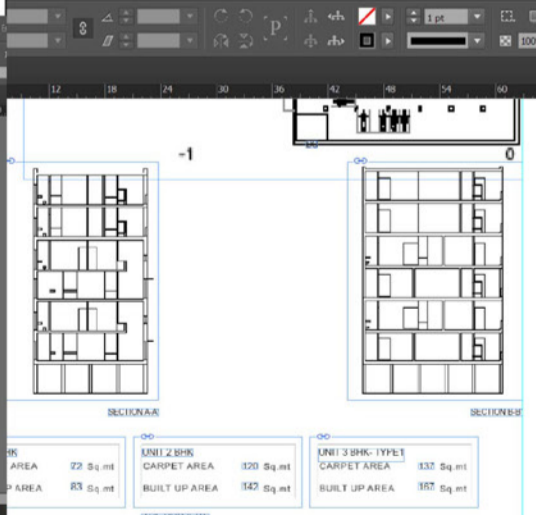 P
1 pt
100
12 18 24 30 36 42 48 54 60
-1 0
SECTION A-A SECTION B-B
UNIT 2 BHK UNIT 3 BHK- TYPE1
AREA 72 Sq.mt CARPET AREA 120 Sq.mt CARPET AREA 137 Sq.mt
AREA 83 Sq.mt BUILT UP AREA 142 Sq.mt BUILT UP AREA 167 Sq.mt